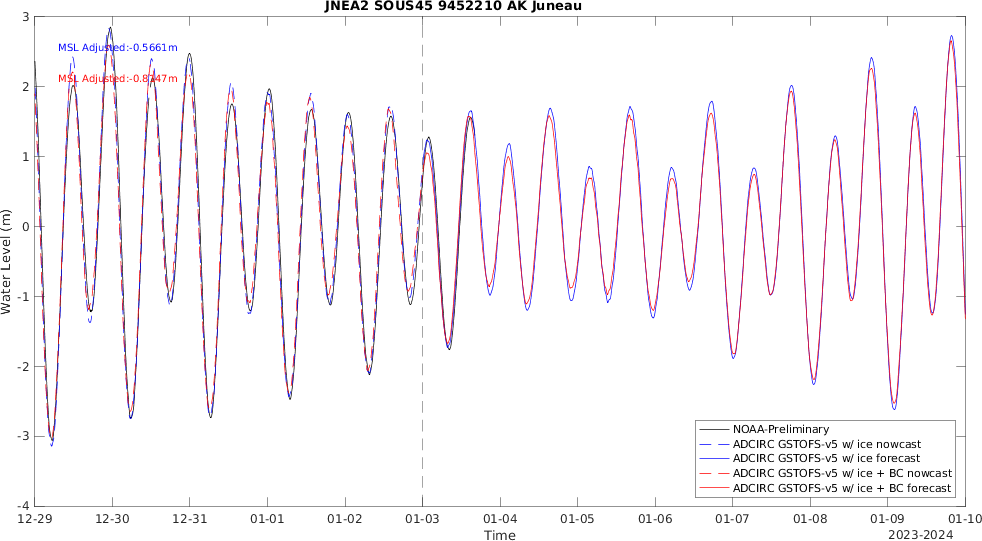 JNEA2 SOUS45 9452210 AK Juneau
MSL Adjusted:-0.5661m
MSL Adjusted:-0.8747m
3
2
1
0
-1
-2
-3
-4
Water Level (m)
NOAA-Preliminary
ADCIRC GSTOFS-v5 w/ ice nowcast
ADCIRC GSTOFS-v5 w/ ice forecast
ADCIRC GSTOFS-v5 w/ ice + BC nowcast
ADCIRC GSTOFS-v5 w/ ice + BC forecast
12-29 12-30 12-31 01-01 01-02 01-03 01-04 01-05 01-06 01-07 01-08 01-09 01-10
Time
2023-2024